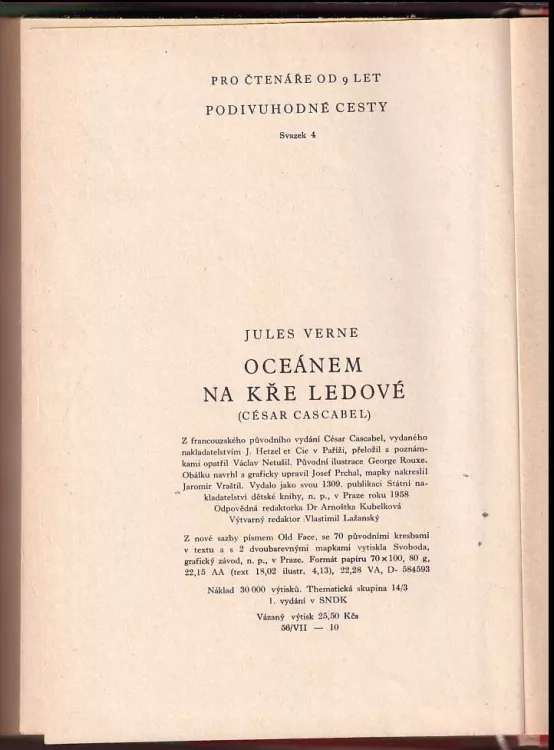 PRO ČTENÁŘE OD 9 LET
PODIVUHODNÉ CESTY
Svazek 4
JULES VERNE
OCEÁNEM
NA KŘE LEDOVÉ
(CÉSAR CASCABEL)
Z francouzského původního vydání César Cascabel, vydaného
nakladatelstvím J. Hetzel et Cie v Paříži, přeložil a poznám-
kami opatřil Václav Netušil. Původní ilustrace George Rouxe.
Obálku navrhl a graficky upravil Josef Prchal, mapky nakreslil
Jaromír Vraštil. Vydalo jako svou 1309. publikaci Státní na-
kladatelství dětské knihy, n. p., v Praze roku 1958
Odpovědná redaktorka Dr Arnoštka Kubelková
Výtvarný redaktor Vlastimil Lažanský
Z nové sazby písmem Old Face, se 70 původními kresbami
v textu a s 2 dvoubarevnými mapkami vytiskla Svoboda,
grafický závod, n. p., v Praze. Formát papíru 70×100, 80 g,
22,15 AA (text 18,02 ilustr. 4,13), 22,28 VA, D- 584593
Náklad 30 000 výtisků. Thematická skupina 14/3
1. vydání v SNDK
Vázaný výtisk 25,50 Kčs
56/VII — 10